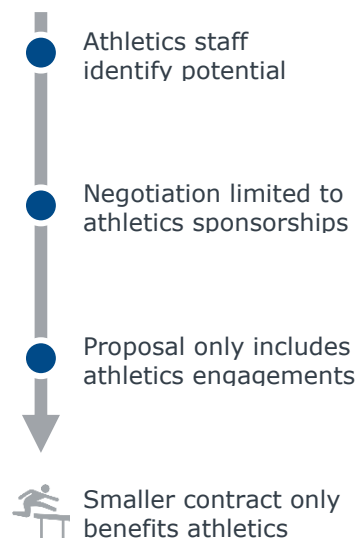 Athletics staff
identify potential
Negotiation limited to
athletics sponsorships
Proposal only includes
athletics engagements
Smaller contract only
benefits athletics